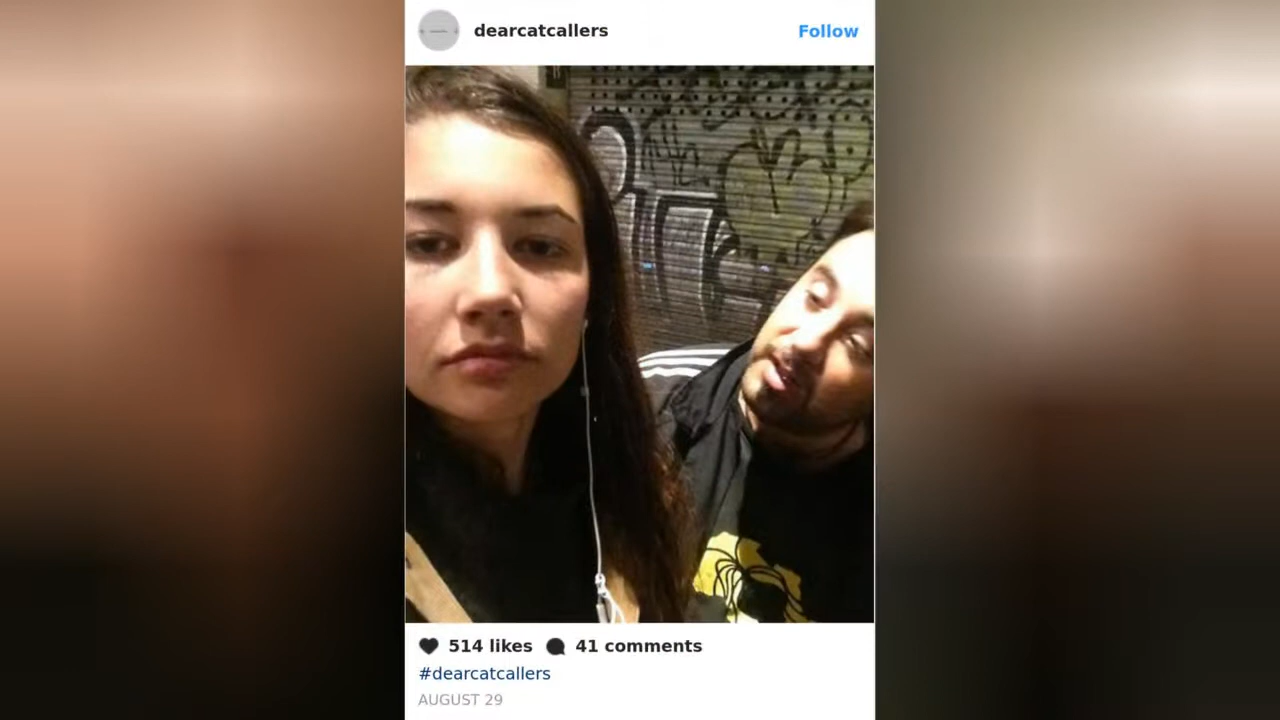 dearcatcallers
Follow
514 likes 41 comments
#dearcatcallers
AUGUST 29